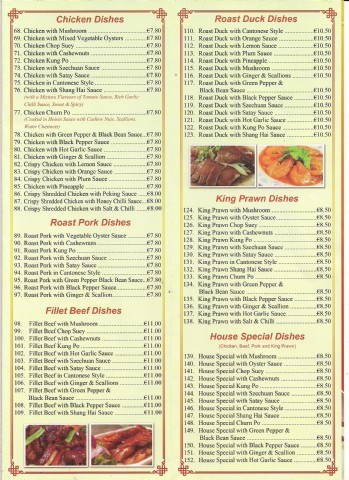 Chicken Dishes
68. Chicken with Mushroom €7.80
69. Chicken with Mixed Vegetable Oysters €7.80
70. Chicken Chop Suey €7.80
71. Chicken with Cashewnuts €7.80
72. Chicken Kung Po €7.80
73. Chicken with Szechuan Sauce €7.80
74. Chicken with Satay Sauce €7.80
75. Chicken in Cantonese Style €7.80
76. Chicken with Shang Hai Sauce €7.80
(with a Mixture Flavours of Tomato Sauce, Rich Garlic
Chilli Sauce, Sweet & Spicy)
77. Chicken Churn Po €7.80
(Cooked in Hoisin Sauce with Cashew Nuts, Scallions,
Water Chestnuts)
78. Chicken with Green Pepper & Black Bean Sauce €7.80
79. Chicken with Black Pepper Sauce €7.80
80. Chicken with Hot Garlic Sauce €7.80
81. Chicken with Ginger & Scallion €7.80
82. Crispy Chicken with Lemon Sauce €7.80
83. Crispy Chicken with Orange Sauce €7.80
84. Crispy Chicken with Plum Sauce €7.80
85. Chicken with Pineapple €7.80
86. Crispy Shredded Chicken with Peking Sauce €8.00
87. Crispy Shredded Chicken with Honey Chilli Sauce €8.00
88. Crispy Shredded Chicken with Salt & Chilli €8.00
Roast Pork Dishes
89. Roast Pork with Vegetable Oyster Sauce €7.80
90. Roast Pork with Cashewnuts €7.80
91. Roast Pork Kung Po €7.80
92. Roast Pork with Szechuan Sauce €7.80
93. Roast Pork with Satay Sauce €7.80
94. Roast Pork in Cantonese Style €7.80
95. Roast Pork with Green Pepper Black Bean Sauce €7.80
96. Roast Pork with Black Pepper Sauce €7.80
97. Roast Pork with Ginger & Scallion €7.80
Fillet Beef Dishes
98. Fillet Beef with Mushroom €11.00
99. Fillet Beef Chop Suey €11.00
100. Fillet Beef with Cashewnuts €11.00
101. Fillet Beef Kung Po €11.00
102. Fillet Beef with Hot Garlic Sauce €11.00
103. Fillet Beef with Szechuan Sauce €11.00
104. Fillet Beef with Satay Sauce €11.00
105. Fillet Beef in Cantonese Style €11.00
106. Fillet Beef with Ginger & Scallions €11.00
107. Fillet Beef with Green Pepper &
Black Bean Sauce €11.00
108. Fillet Beef with Black Pepper Sauce €11.00
109. Fillet Beef with Shang Hai Sauce €11.00
Roast Duck Dishes
110. Roast Duck with Cantonese Style €10.50
111. Roast Duck with Orange Sauce €10.50
112. Roast Duck with Lemon Sauce €10.50
113. Roast Duck with Plum Sauce €10.50
114. Roast Duck with Pineapple €10.50
115. Roast Duck with Mushroom €10.50
116. Roast Duck with Ginger & Scallions €10.50
117. Roast Duck with Green Pepper &
Black Bean Sauce €10.50
118. Roast Duck with Black Pepper Sauce €10.50
119. Roast Duck with Szechuan Sauce €10.50
120. Roast Duck with Satay Sauce €10.50
121. Roast Duck with Hot Garlic Sauce €10.50
122. Roast Duck with Kung Po Sauce €10.50
123. Roast Duck with Shang Hai Sauce €10.50
King Prawn Dishes
124. King Prawn with Mushroom €8.50
125. King Prawn with Oyster Sauce €8.50
126. King Prawn Chop Suey €8.50
127. King Prawn with Cashewnuts €8.50
128. King Prawn Kung Po €8.50
129. King Prawn with Szechuan Sauce €8.50
130. King Prawn with Satay Sauce €8.50
131. King Prawn in Cantonese Style €8.50
132. King Prawn Shang Hai Sauce €8.50
133. King Prawn Churn Po €8.50
134. King Prawn with Green Pepper &
Black Bean Sauce €8.50
135. King Prawn with Black Pepper Sauce €8.50
136. King Prawn with Ginger & Scallion €8.50
137. King Prawn with Hot Garlic Sauce €8.50
138. King Prawn with Salt & Chilli €8.50
House Special Dishes
(Chicken, Beef, Pork and King Prawn)
139. House Special with Mushroom €8.50
140. House Special with Oyster Sauce €8.50
141. House Special Chop Suey €8.50
142. House Special with Cashewnuts €8.50
143. House Special Kung Po €8.50
144. House Special with Szechuan Sauce €8.50
145. House Special with Satay Sauce €8.50
146. House Special in Cantonese Style €8.50
147. House Special Shang Hai Sauce €8.50
148. House Special Churn Po €8.50
149. House Special with Green Pepper &
Black Bean Sauce €8.50
150. House Special with Black Pepper Sauce €8.50
151. House Special with Ginger & Scallion €8.50
152. House Special with Hot Garlic Sauce €8.50